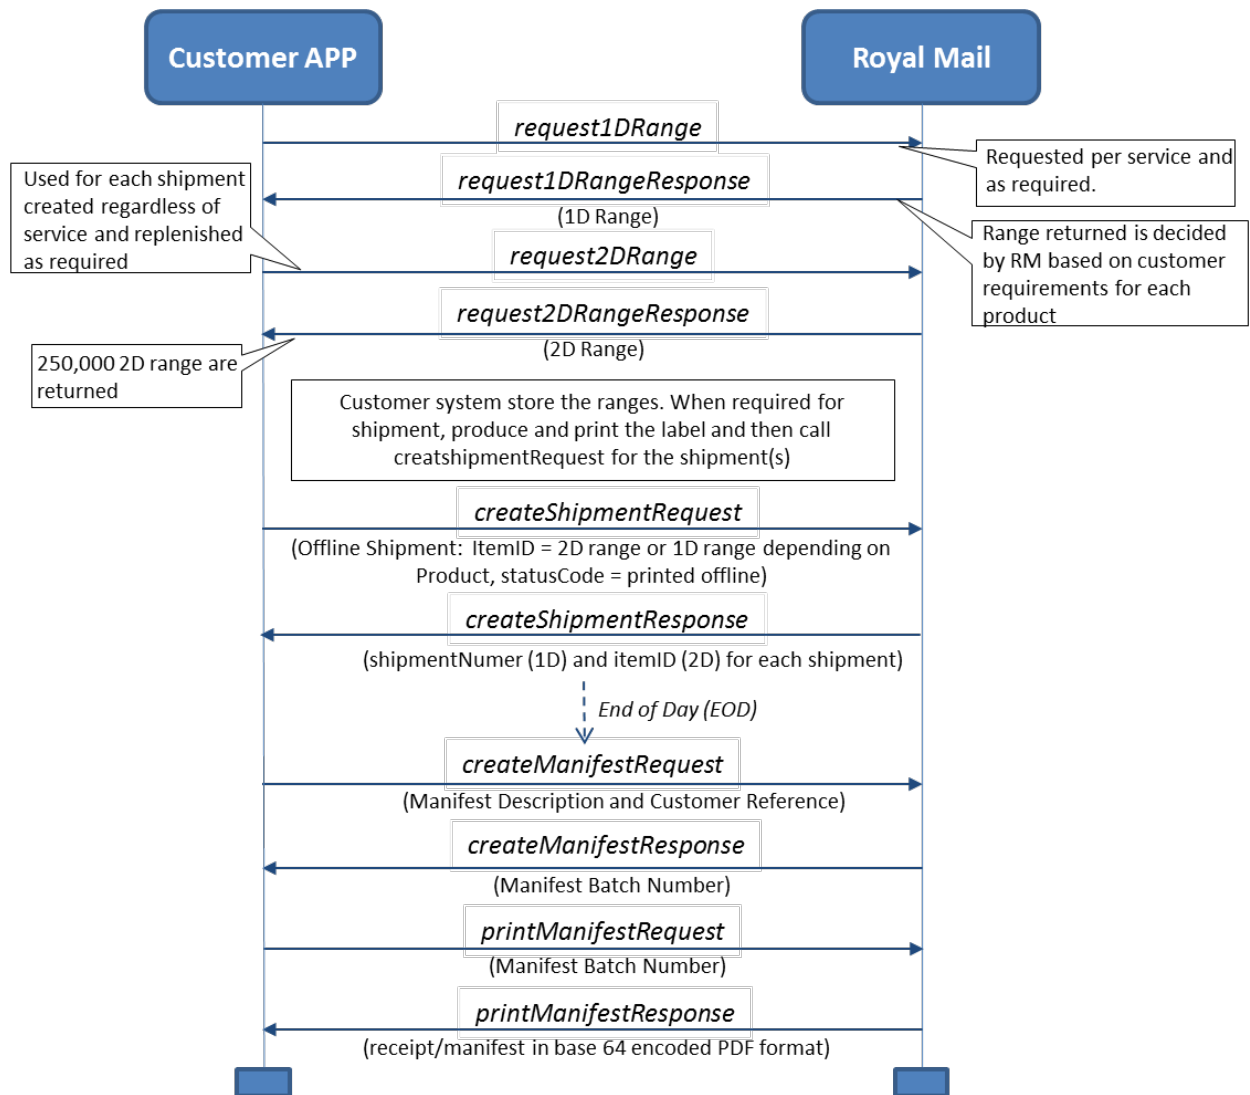 Customer APP
Royal Mail
request1DRange
Requested per service and
as required.
Used for each shipment
created regardless of
service and replenished
as required
request1DRangeResponse
(1D Range)
Range returned is decided
by RM based on customer
requirements for each
product
request2DRange
request2DRangeResponse
(2D Range)
250,000 2D range are
returned
Customer system store the ranges. When required for
shipment, produce and print the label and then call
creatshipmentRequest for the shipment(s)
createShipmentRequest
(Offline Shipment: ItemID = 2D range or 1D range depending on
Product, statusCode = printed offline)
createShipmentResponse
(shipmentNumer (1D) and itemID (2D) for each shipment)
End of Day (EOD)
createManifestRequest
(Manifest Description and Customer Reference)
createManifestResponse
(Manifest Batch Number)
printManifestRequest
(Manifest Batch Number)
printManifestResponse
(receipt/manifest in base 64 encoded PDF format)